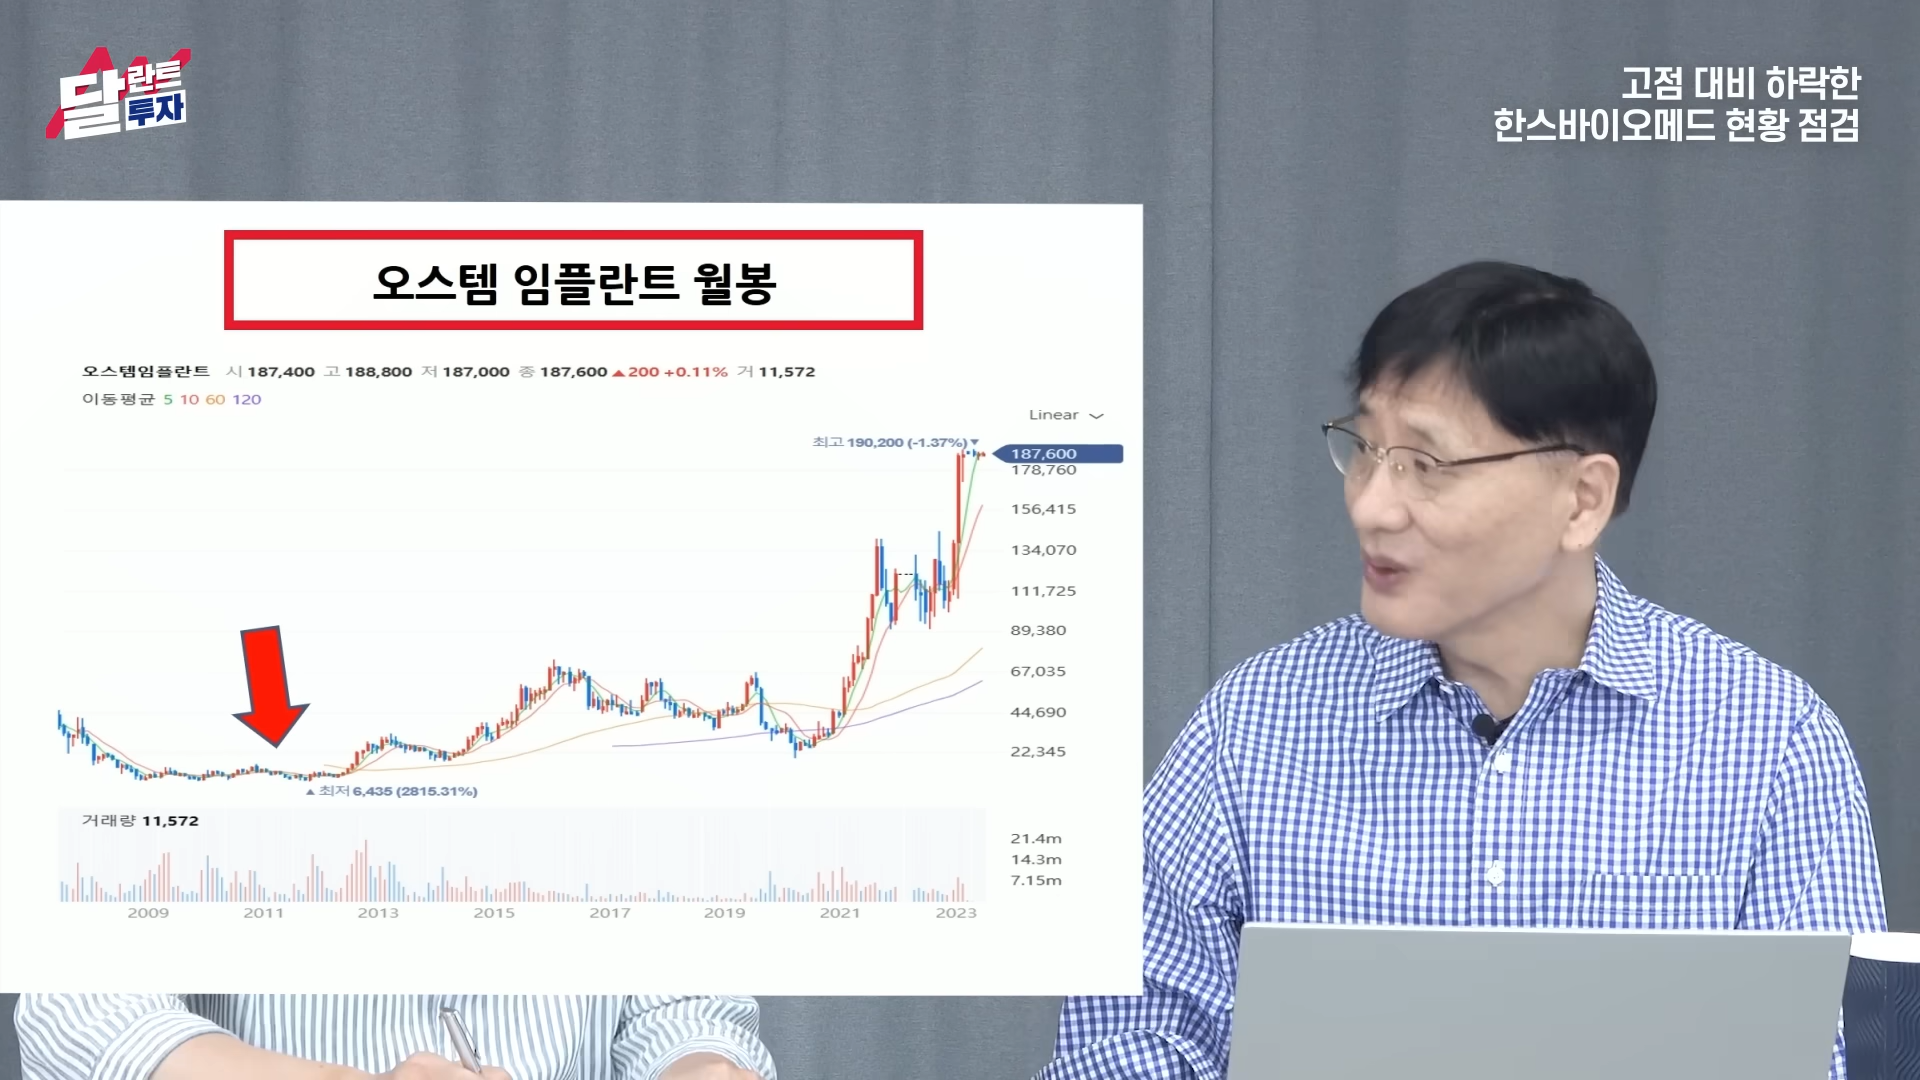 달란트
투자
고점 대비 하락한
한스바이오메드 현황 점검
오스템 임플란트 월봉
오스템임플란트 시 187,400 고 188,800 저 187,000 종 187,600 ▲200 +0.11% 거 11,572
이동평균 5 10 60 120
Linear
최고 190,200 (-1.37%)▼
187,600
178,760
156,415
134,070
111,725
89,380
67,035
44,690
22,345
▲ 최저 6,435 (2815.31%)
거래량 11,572
21.4m
14.3m
7.15m
2009 2011 2013 2015 2017 2019 2021 2023